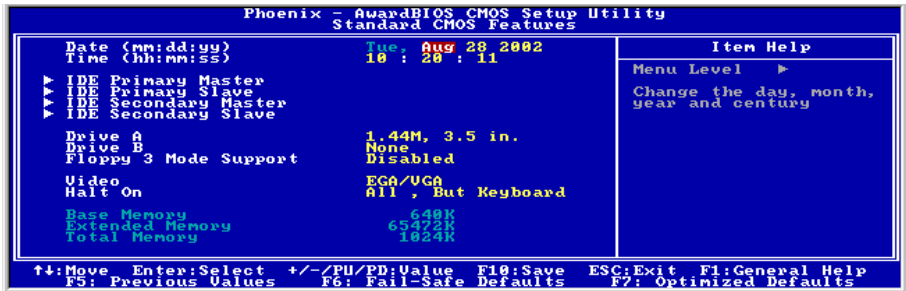 Phoenix - AwardBIOS CMOS Setup Utility
Standard CMOS Features
Date (mm:dd:yy) Tue, Aug 28 2002
Time (hh:mm:ss) 10 : 20 : 11
► IDE Primary Master
► IDE Primary Slave
► IDE Secondary Master
► IDE Secondary Slave
Drive A 1.44M, 3.5 in.
Drive B None
Floppy 3 Mode Support Disabled
Video EGA/VGA
Halt On All , But Keyboard
Base Memory 640K
Extended Memory 65472K
Total Memory 1024K
Item Help
Menu Level ►
Change the day, month,
year and century
↑↓:Move Enter:Select +/-/PU/PD:Value F10:Save ESC:Exit F1:General Help
F5: Previous Values F6: Fail-Safe Defaults F7: Optimized Defaults